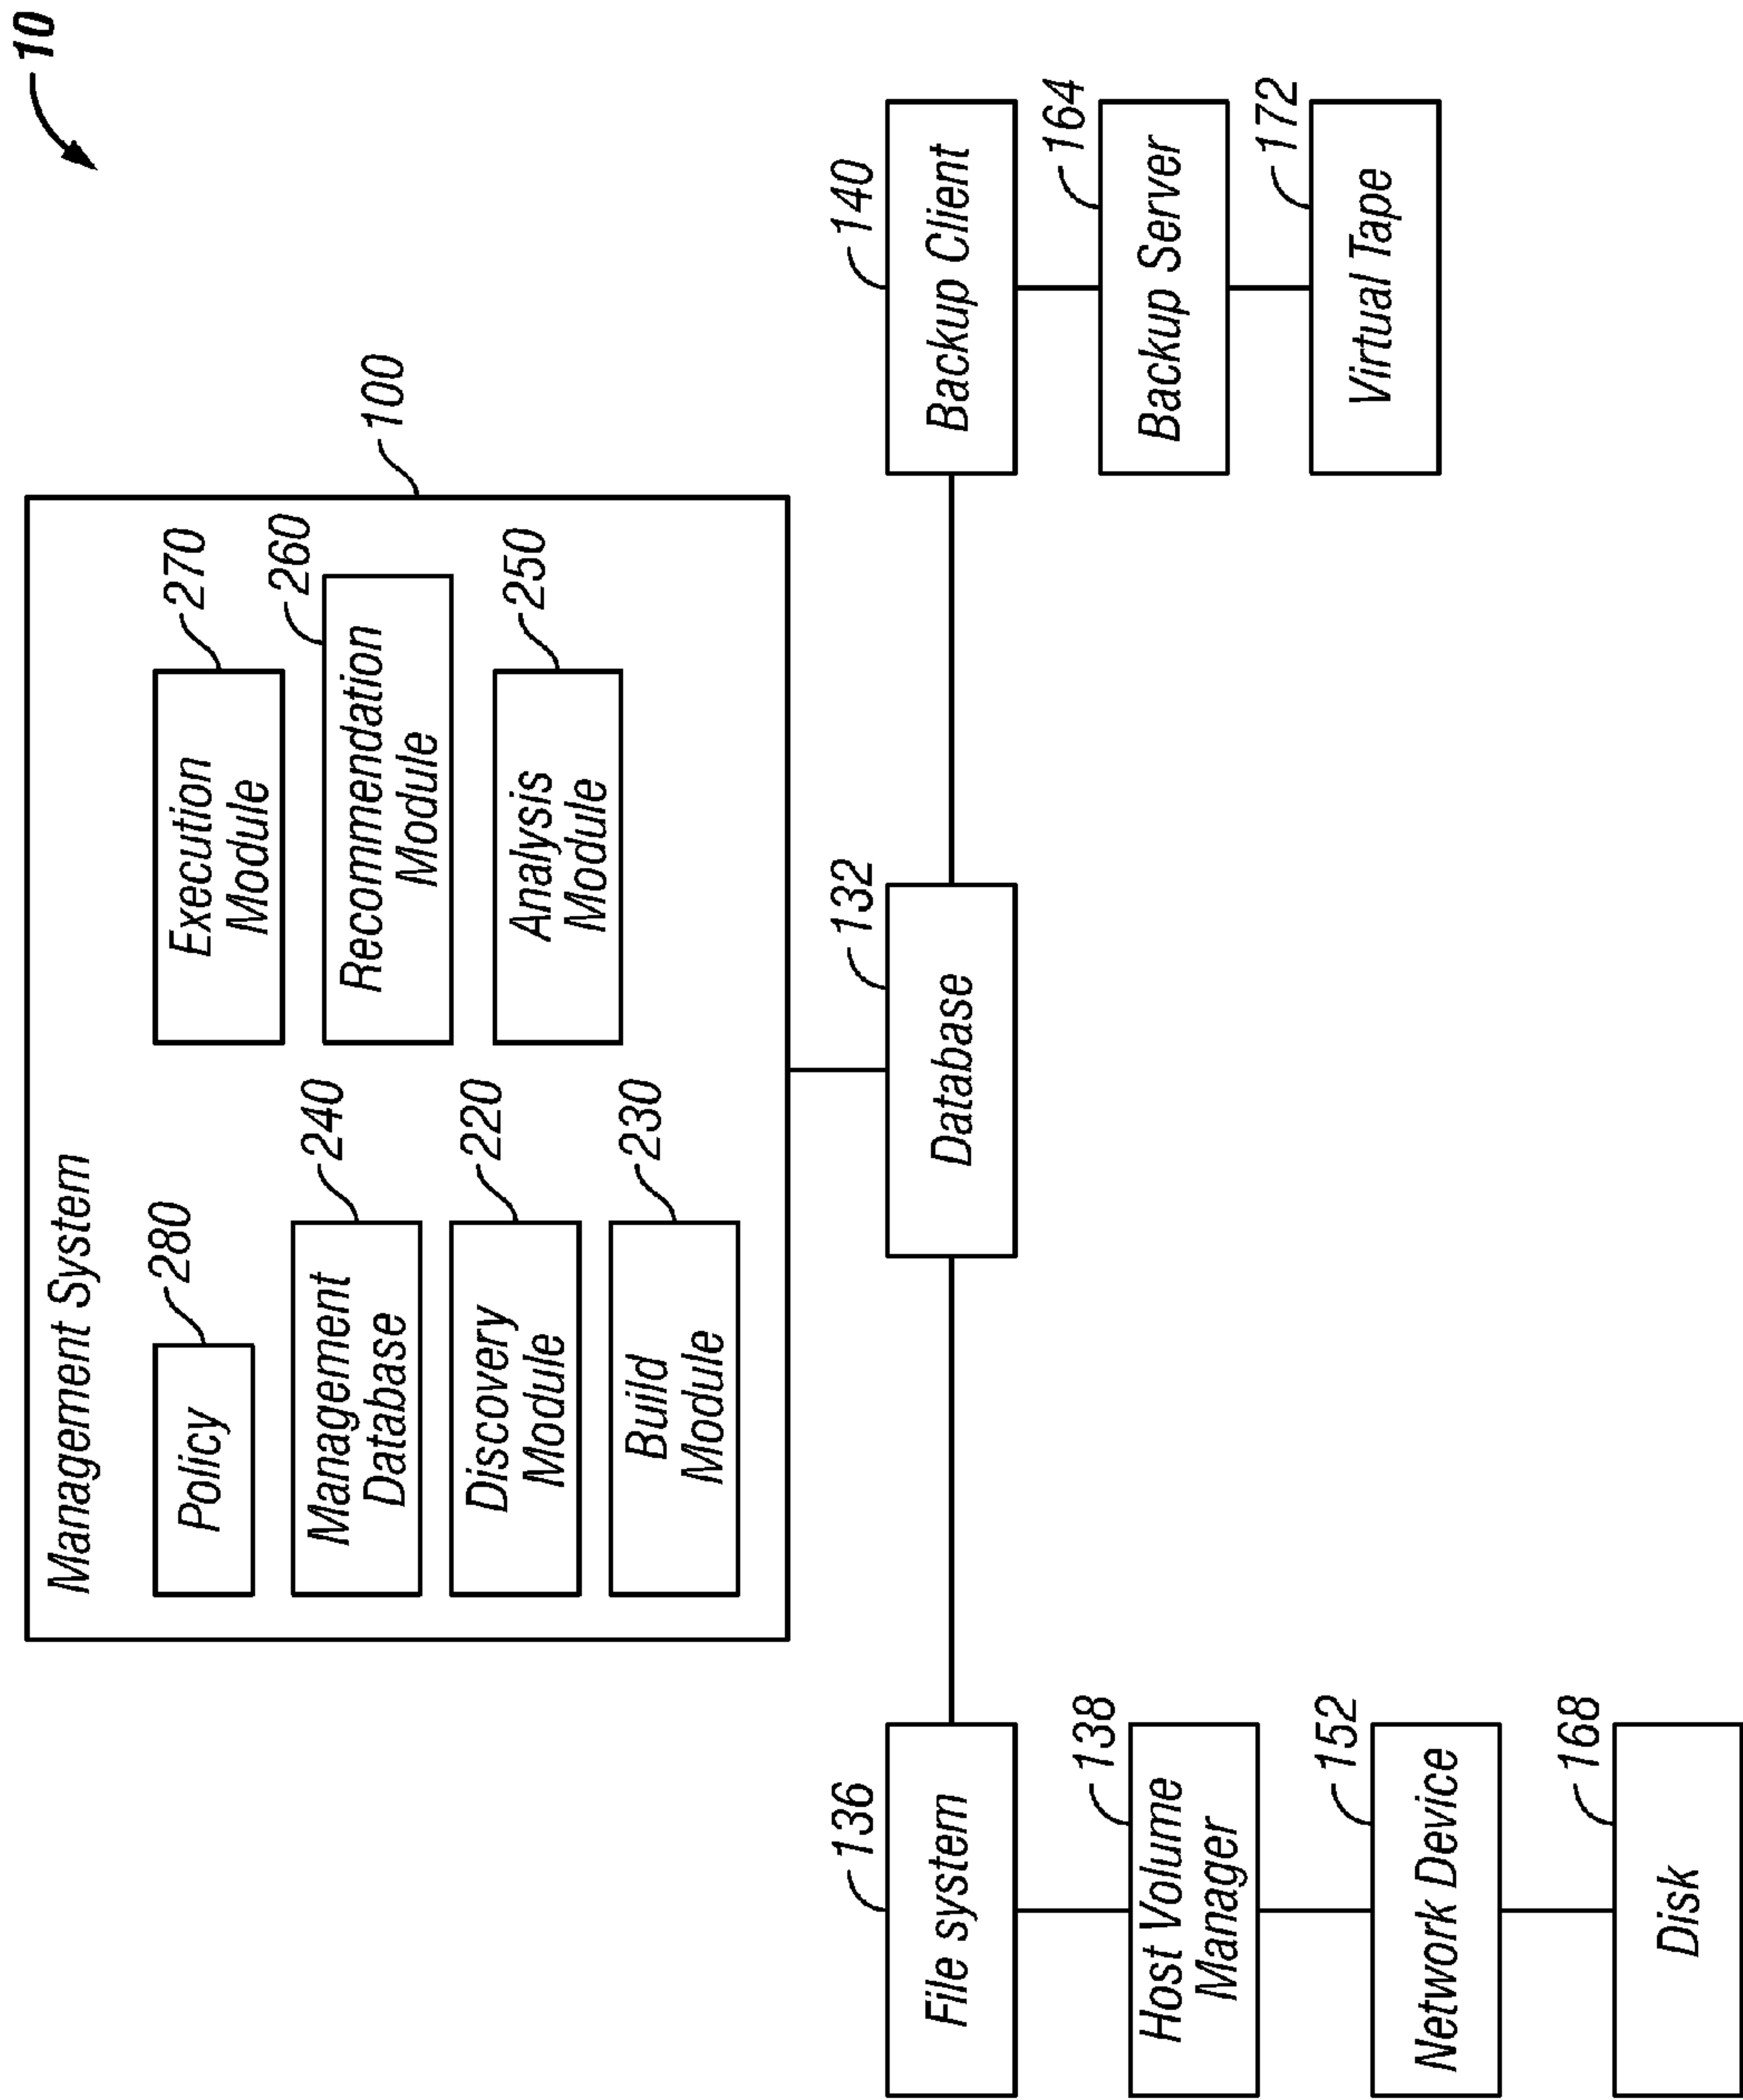 10
Management System
100
Policy
280
Management
Database
240
Discovery
Module
220
Build
Module
230
Execution
Module
270
Recommendation
Module
260
Analysis
Module
250
File system
136
Database
132
Backup Client
140
Host Volume
Manager
138
Backup Server
164
Network Device
152
Virtual Tape
172
Disk
168